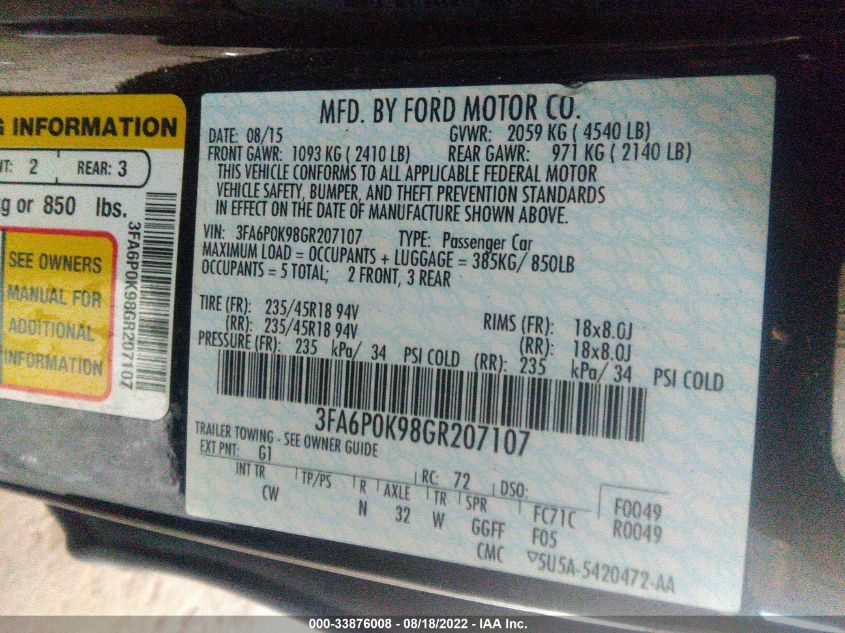 G INFORMATION
NT: 2 REAR: 3
g or 850 lbs.
SEE OWNERS
MANUAL FOR
ADDITIONAL
INFORMATION
3FA6P0K98GR207107
MFD. BY FORD MOTOR CO.
DATE: 08/15 GVWR: 2059 KG ( 4540 LB)
FRONT GAWR: 1093 KG ( 2410 LB) REAR GAWR: 971 KG ( 2140 LB)
THIS VEHICLE CONFORMS TO ALL APPLICABLE FEDERAL MOTOR
VEHICLE SAFETY, BUMPER, AND THEFT PREVENTION STANDARDS
IN EFFECT ON THE DATE OF MANUFACTURE SHOWN ABOVE.
VIN: 3FA6P0K98GR207107 TYPE: Passenger Car
MAXIMUM LOAD = OCCUPANTS + LUGGAGE = 385KG/ 850LB
OCCUPANTS = 5 TOTAL; 2 FRONT, 3 REAR
TIRE (FR): 235/45R18 94V RIMS (FR): 18x8.0J
(RR): 235/45R18 94V (RR): 18x8.0J
PRESSURE (FR): 235 kPa/ 34 PSI COLD (RR): 235 kPa/ 34 PSI COLD
3FA6P0K98GR207107
TRAILER TOWING - SEE OWNER GUIDE
EXT PNT: G1 RC: 72 DSO:
INT TR TP/PS R AXLE TR SPR FC71C F0049
CW N 32 W GGFF F05 R0049
CMC ▽5U5A-5420472-AA
000-33876008 - 08/18/2022 - IAA Inc.